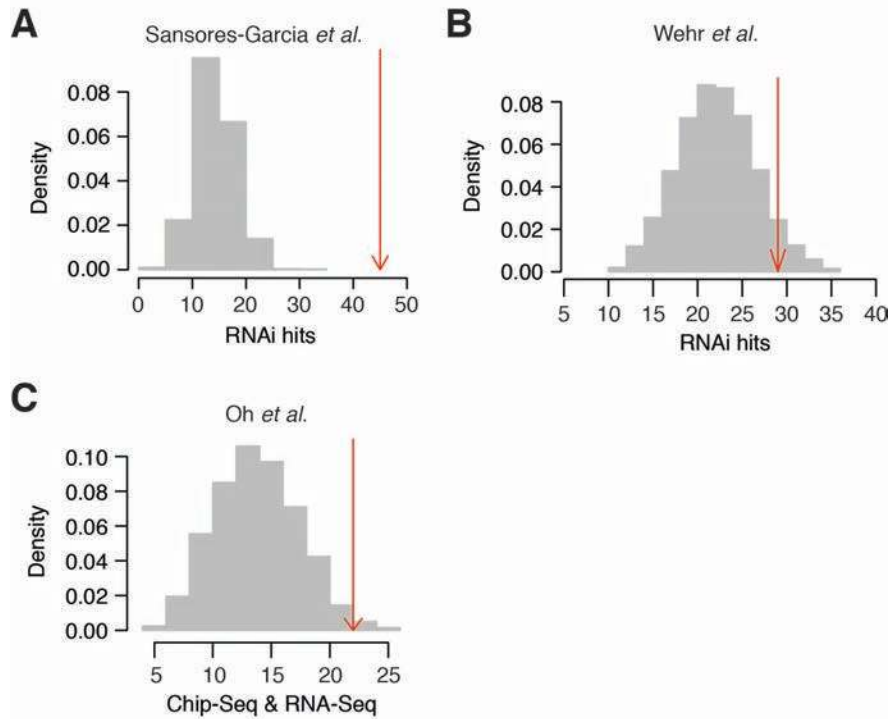 A
Sansores-Garcia et al.
Density
0.08
0.06
0.04
0.02
0.00
0 10 20 30 40 50
RNAi hits
B
Wehr et al.
Density
0.08
0.06
0.04
0.02
0.00
5 10 15 20 25 30 35 40
RNAi hits
C
Oh et al.
Density
0.10
0.08
0.06
0.04
0.02
0.00
5 10 15 20 25
Chip-Seq & RNA-Seq